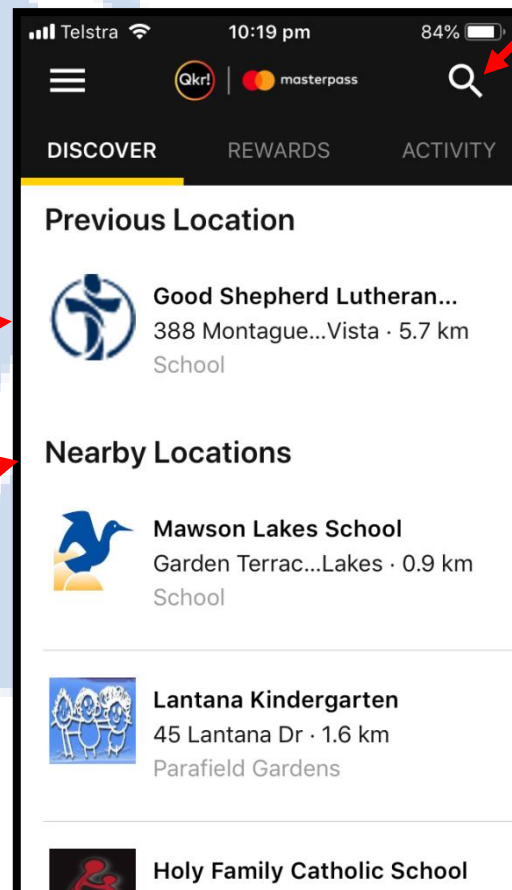 Telstra 10:19 pm 84%
Qkr! masterpass
DISCOVER REWARDS ACTIVITY
Previous Location
Good Shepherd Lutheran...
388 Montague...Vista · 5.7 km
School
Nearby Locations
Mawson Lakes School
Garden Terrac...Lakes · 0.9 km
School
Lantana Kindergarten
45 Lantana Dr · 1.6 km
Parafield Gardens
Holy Family Catholic School